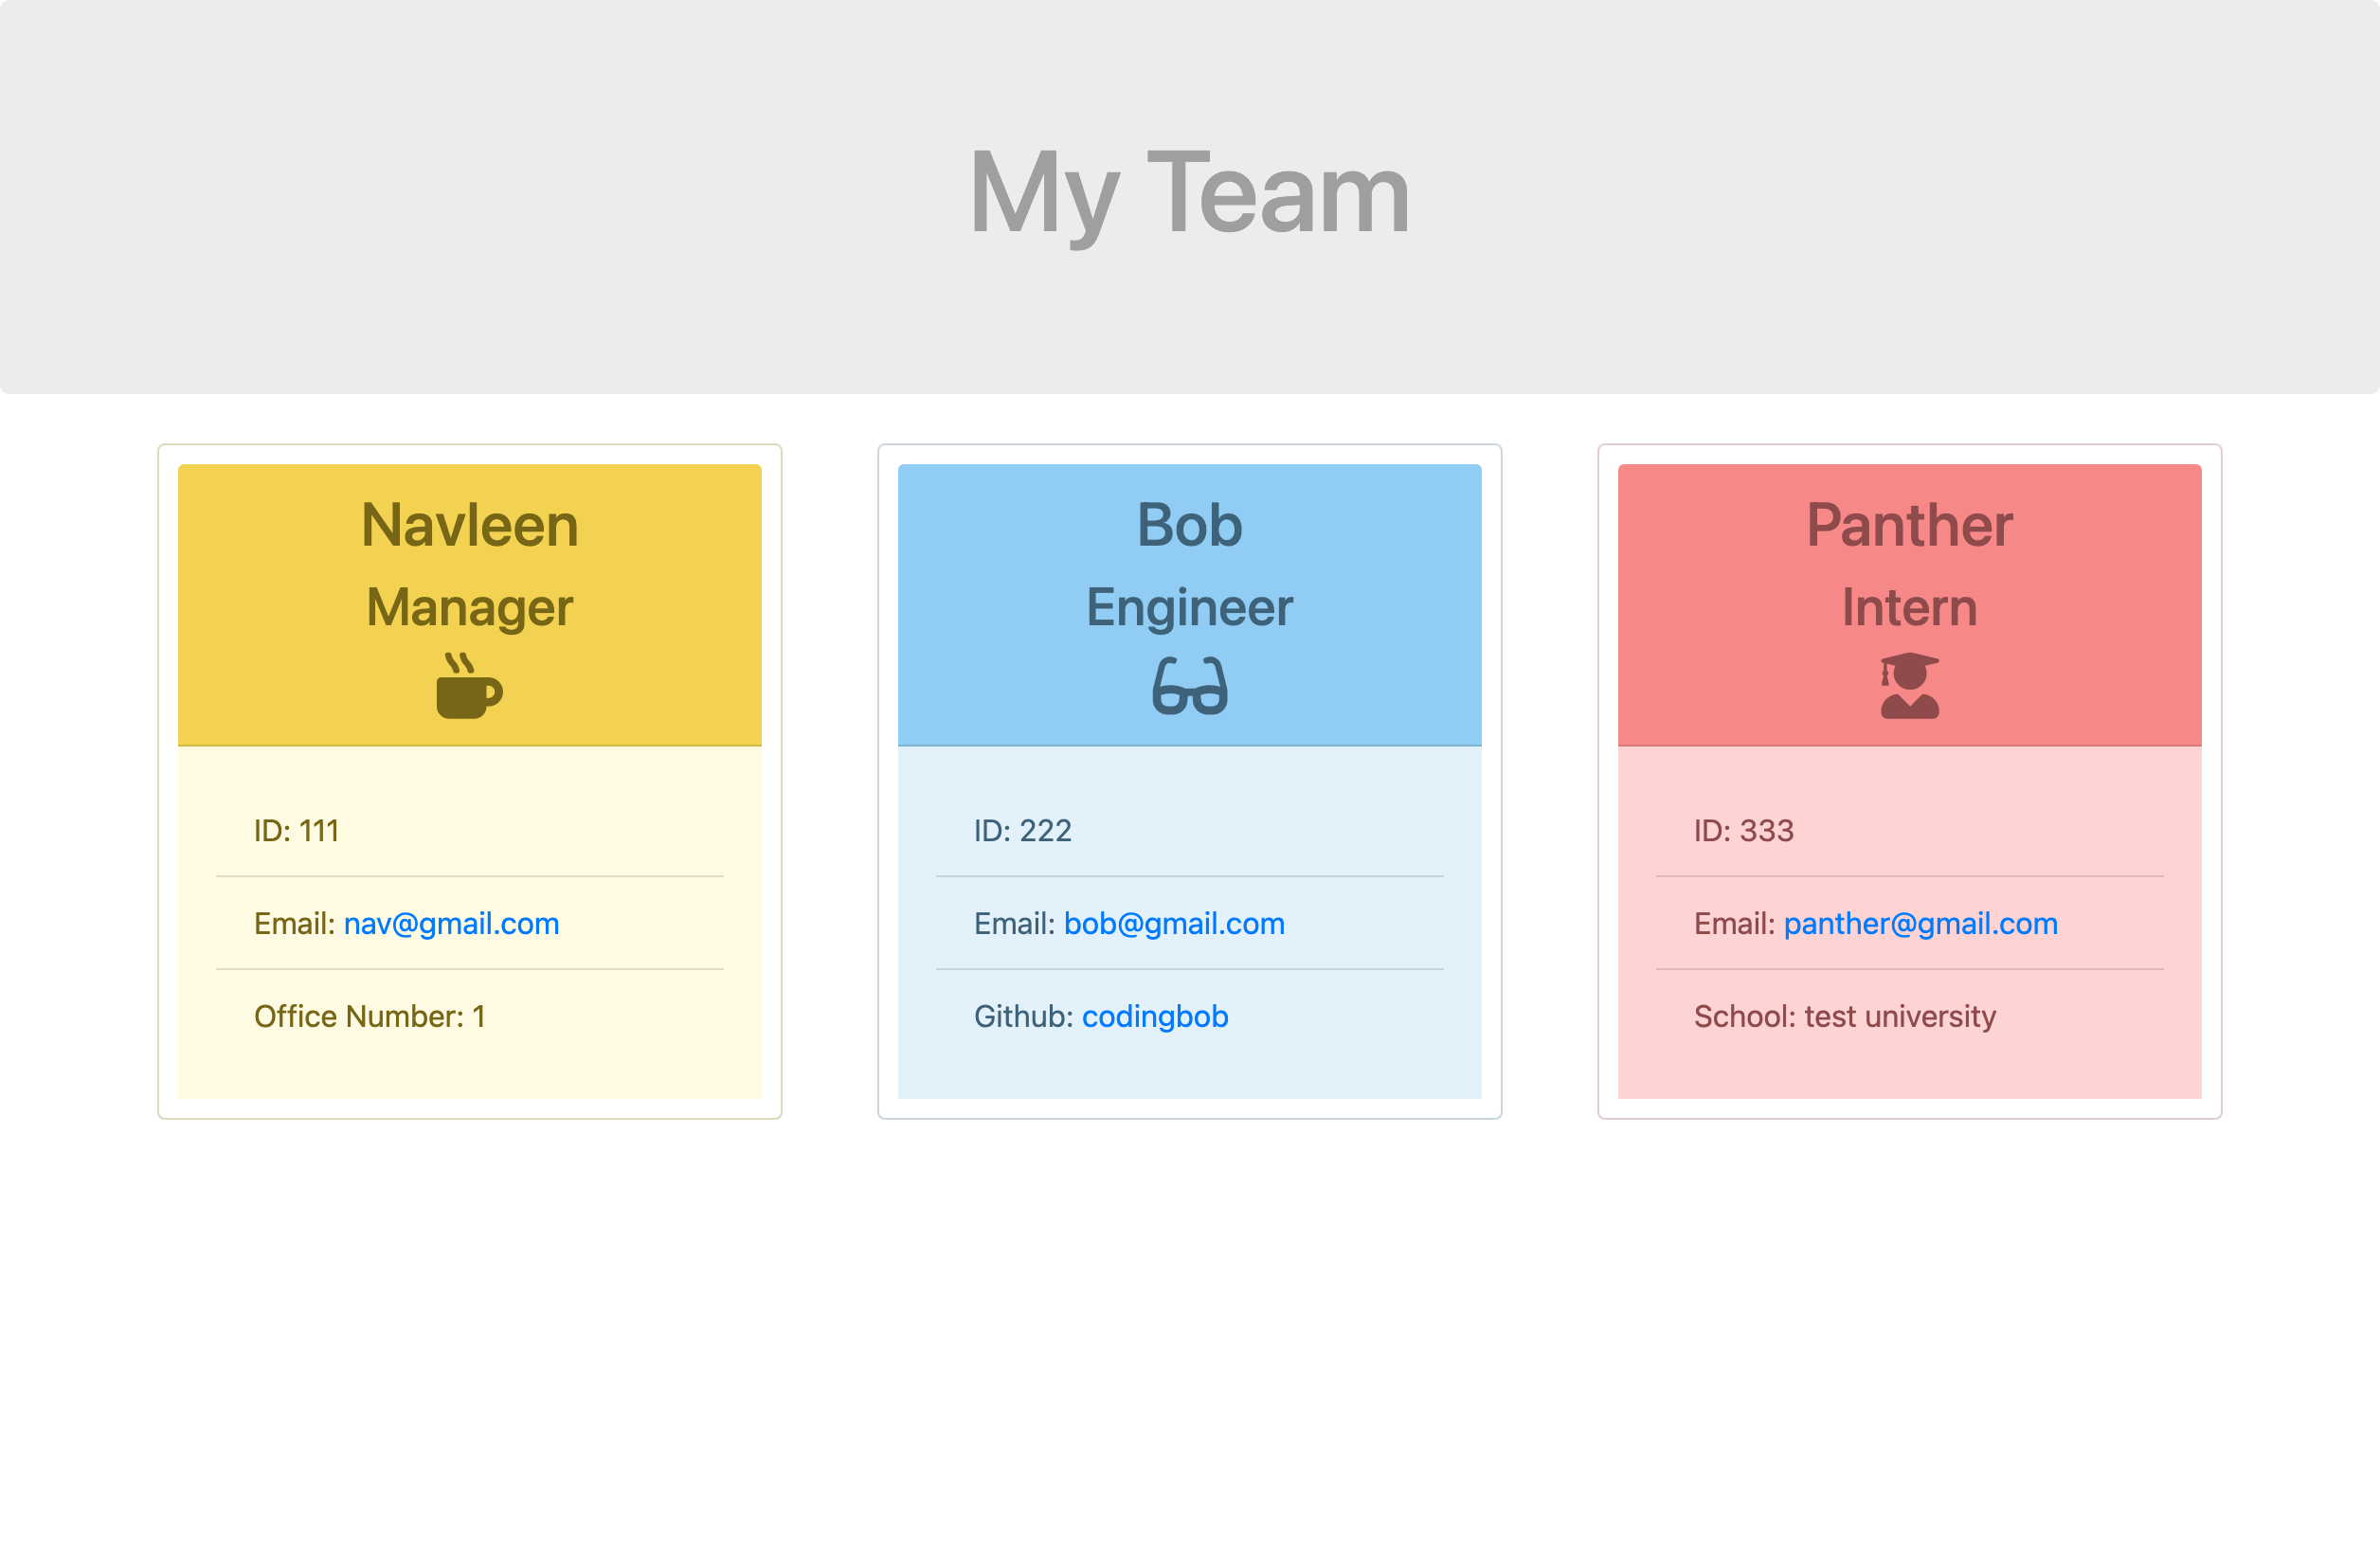 My Team
Navleen
Manager
ID: 111
Email: nav@gmail.com
Office Number: 1
Bob
Engineer
ID: 222
Email: bob@gmail.com
Github: codingbob
Panther
Intern
ID: 333
Email: panther@gmail.com
School: test university